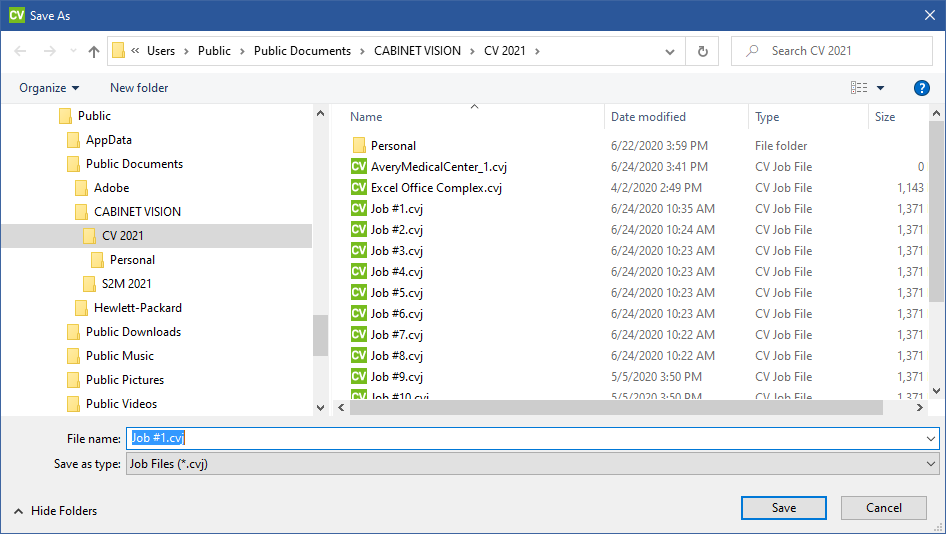 CV Save As
« Users > Public > Public Documents > CABINET VISION > CV 2021 >
Search CV 2021
Organize
New folder
?
Public
AppData
Public Documents
Adobe
CABINET VISION
CV 2021
Personal
S2M 2021
Hewlett-Packard
Public Downloads
Public Music
Public Pictures
Public Videos
Name Date modified Type Size
Personal 6/22/2020 3:59 PM File folder
CV AveryMedicalCenter_1.cvj 6/24/2020 3:41 PM CV Job File 0
CV Excel Office Complex.cvj 4/2/2020 2:49 PM CV Job File 1,143
CV Job #1.cvj 6/24/2020 10:35 AM CV Job File 1,371
CV Job #2.cvj 6/24/2020 10:24 AM CV Job File 1,371
CV Job #3.cvj 6/24/2020 10:23 AM CV Job File 1,371
CV Job #4.cvj 6/24/2020 10:23 AM CV Job File 1,371
CV Job #5.cvj 6/24/2020 10:23 AM CV Job File 1,371
CV Job #6.cvj 6/24/2020 10:23 AM CV Job File 1,371
CV Job #7.cvj 6/24/2020 10:22 AM CV Job File 1,371
CV Job #8.cvj 6/24/2020 10:22 AM CV Job File 1,371
CV Job #9.cvj 5/5/2020 3:50 PM CV Job File 1,371
CV Job #10.cvj 5/5/2020 3:50 PM CV Job File 1,371
File name: Job #1.cvj
Save as type: Job Files (*.cvj)
Hide Folders
Save
Cancel